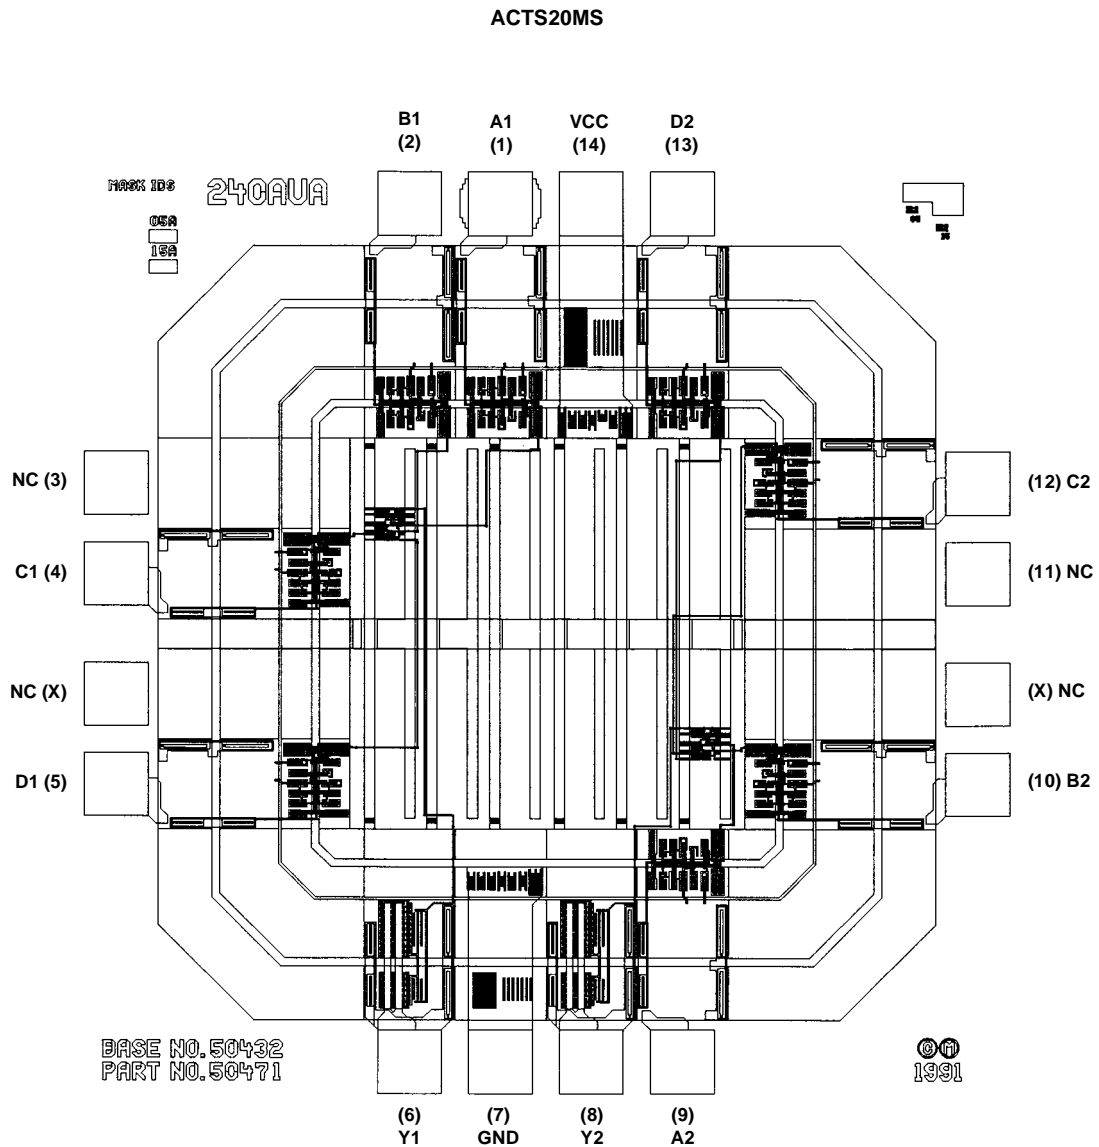 ACTS20MS
B1 A1 VCC D2
(2) (1) (14) (13)
MASK IDS 240AUA
05A
15A
NC (3) (12) C2
C1 (4) (11) NC
NC (X) (X) NC
D1 (5) (10) B2
BASE NO. 50432
PART NO. 50471
C M
1991
(6) (7) (8) (9)
Y1 GND Y2 A2